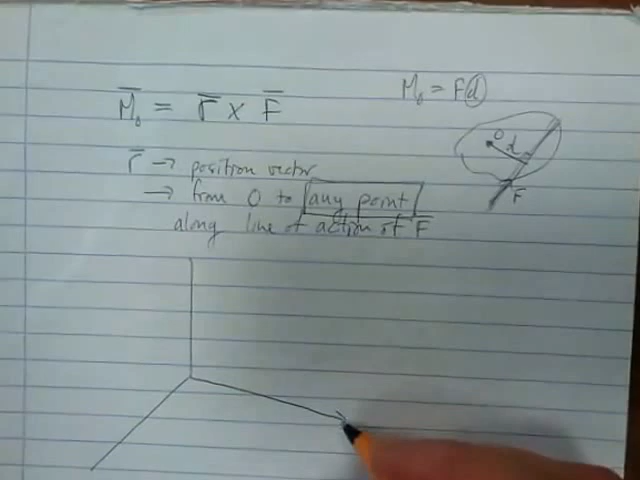 M̅₀ = r̅ × F̅
M₀ = Fd
O
d
F
r̅ → position vector
→ from O to any point
along line of action of F̅